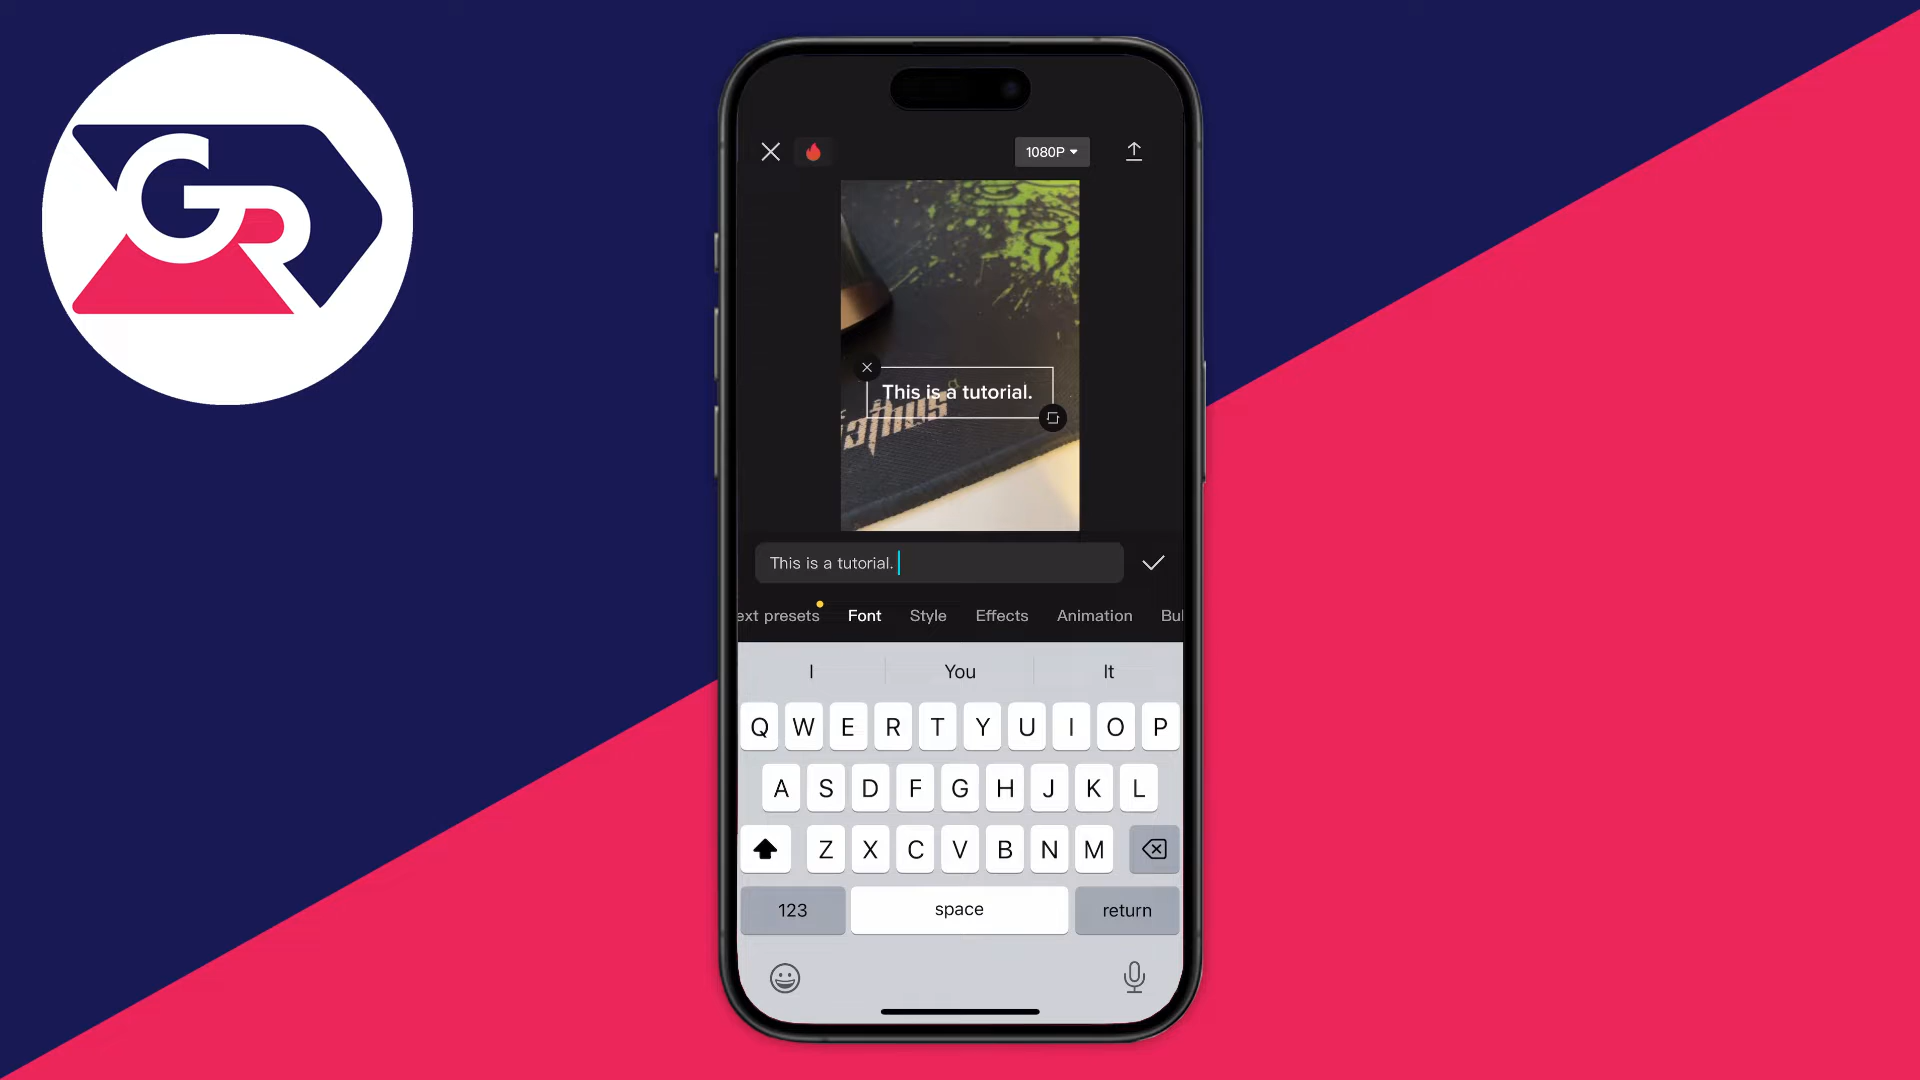 GR
1080P
This is a tutorial.
This is a tutorial.
ext presets Font Style Effects Animation Bul
I You It
Q W E R T Y U I O P
A S D F G H J K L
Z X C V B N M
123 space return